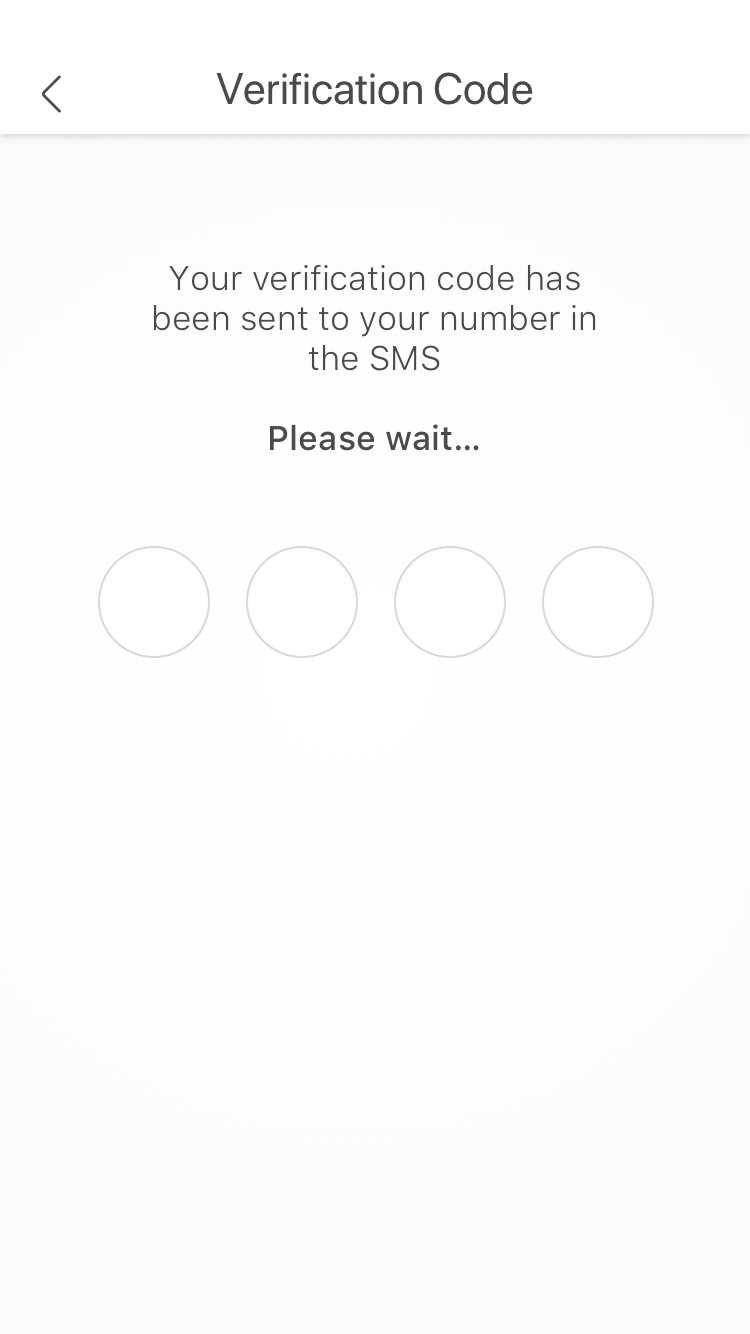 Verification Code
Your verification code has
been sent to your number in
the SMS
Please wait...